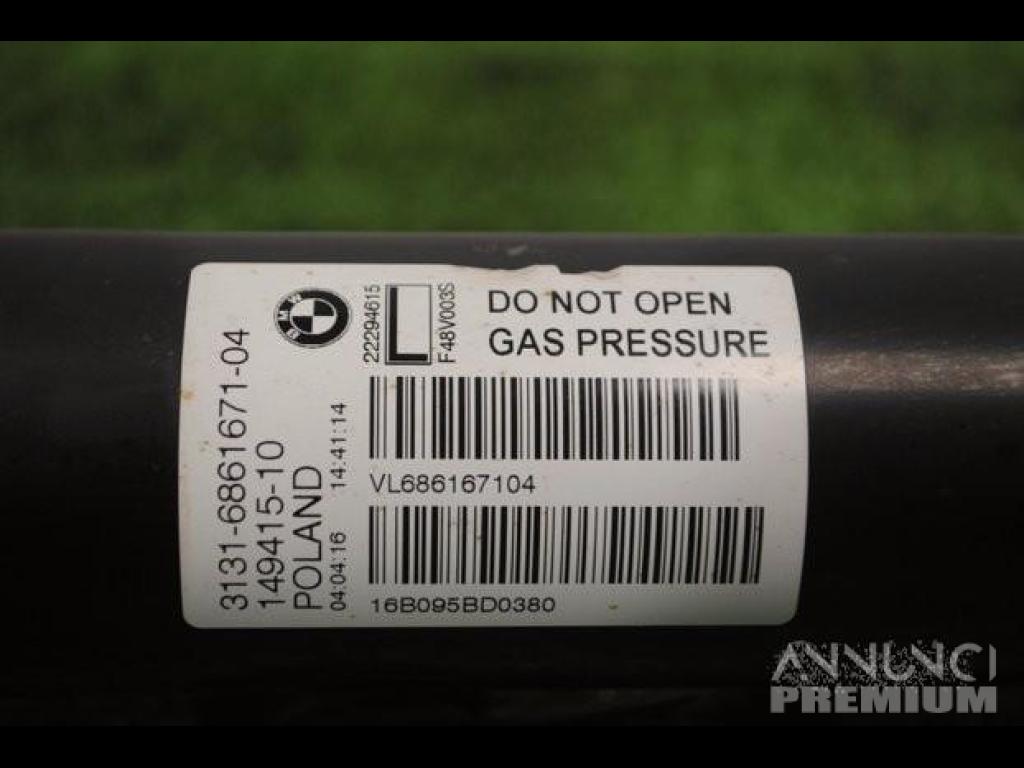 BMW
3131-6861671-04
149415-10
POLAND
04:04:16 14:41:14
22294615
F48V003S
DO NOT OPEN
GAS PRESSURE
VL686167104
16B095BD0380
ANNUNCI
PREMIUM